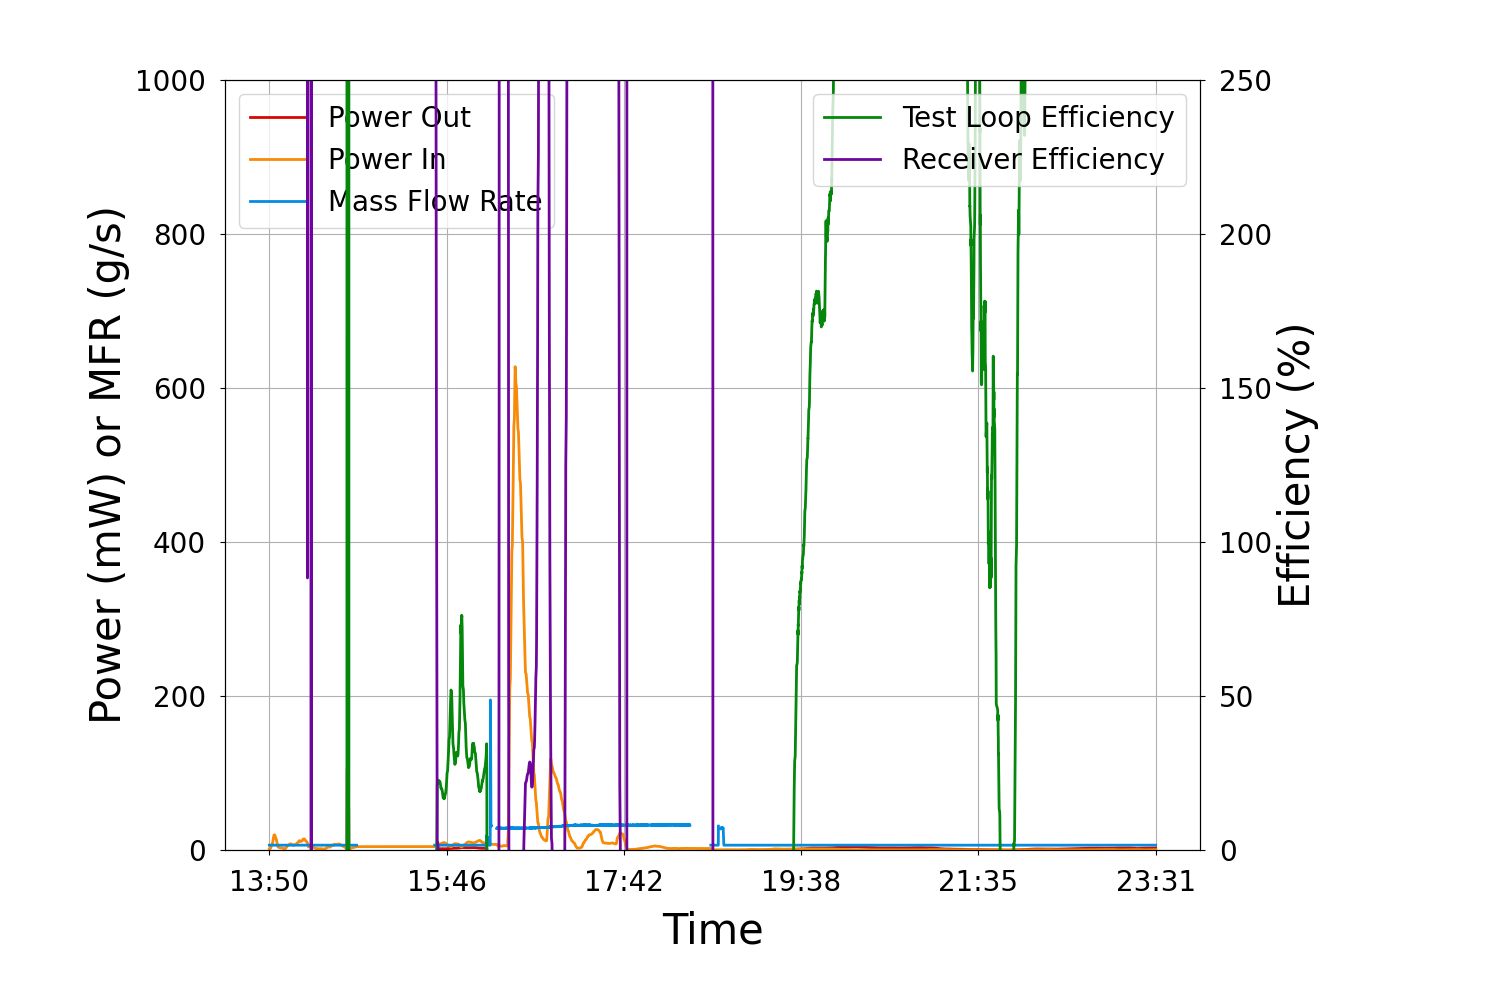 1000
800
600
400
200
0
Power (mW) or MFR (g/s)
Power Out
Power In
Mass Flow Rate
Test Loop Efficiency
Receiver Efficiency
250
200
150
100
50
0
Efficiency (%)
13:50 15:46 17:42 19:38 21:35 23:31
Time